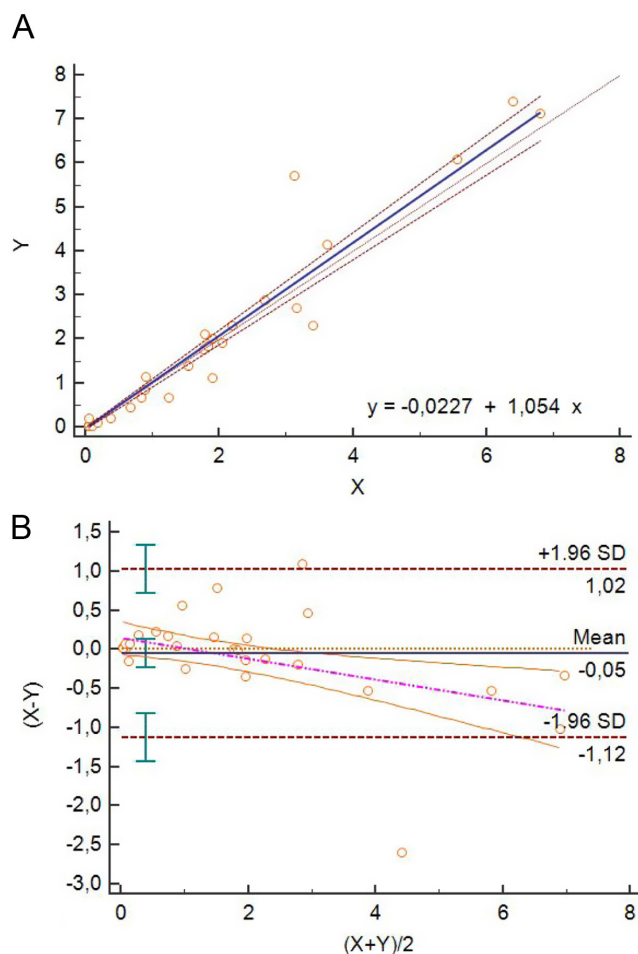 A
8
7
6
5
4
3
2
1
0
Y
y = -0,0227 + 1,054 x
0 2 4 6 8
X
B
1,5
1,0
0,5
0,0
-0,5
-1,0
-1,5
-2,0
-2,5
-3,0
(X-Y)
+1.96 SD
1,02
Mean
-0,05
-1.96 SD
-1,12
0 2 4 6 8
(X+Y)/2